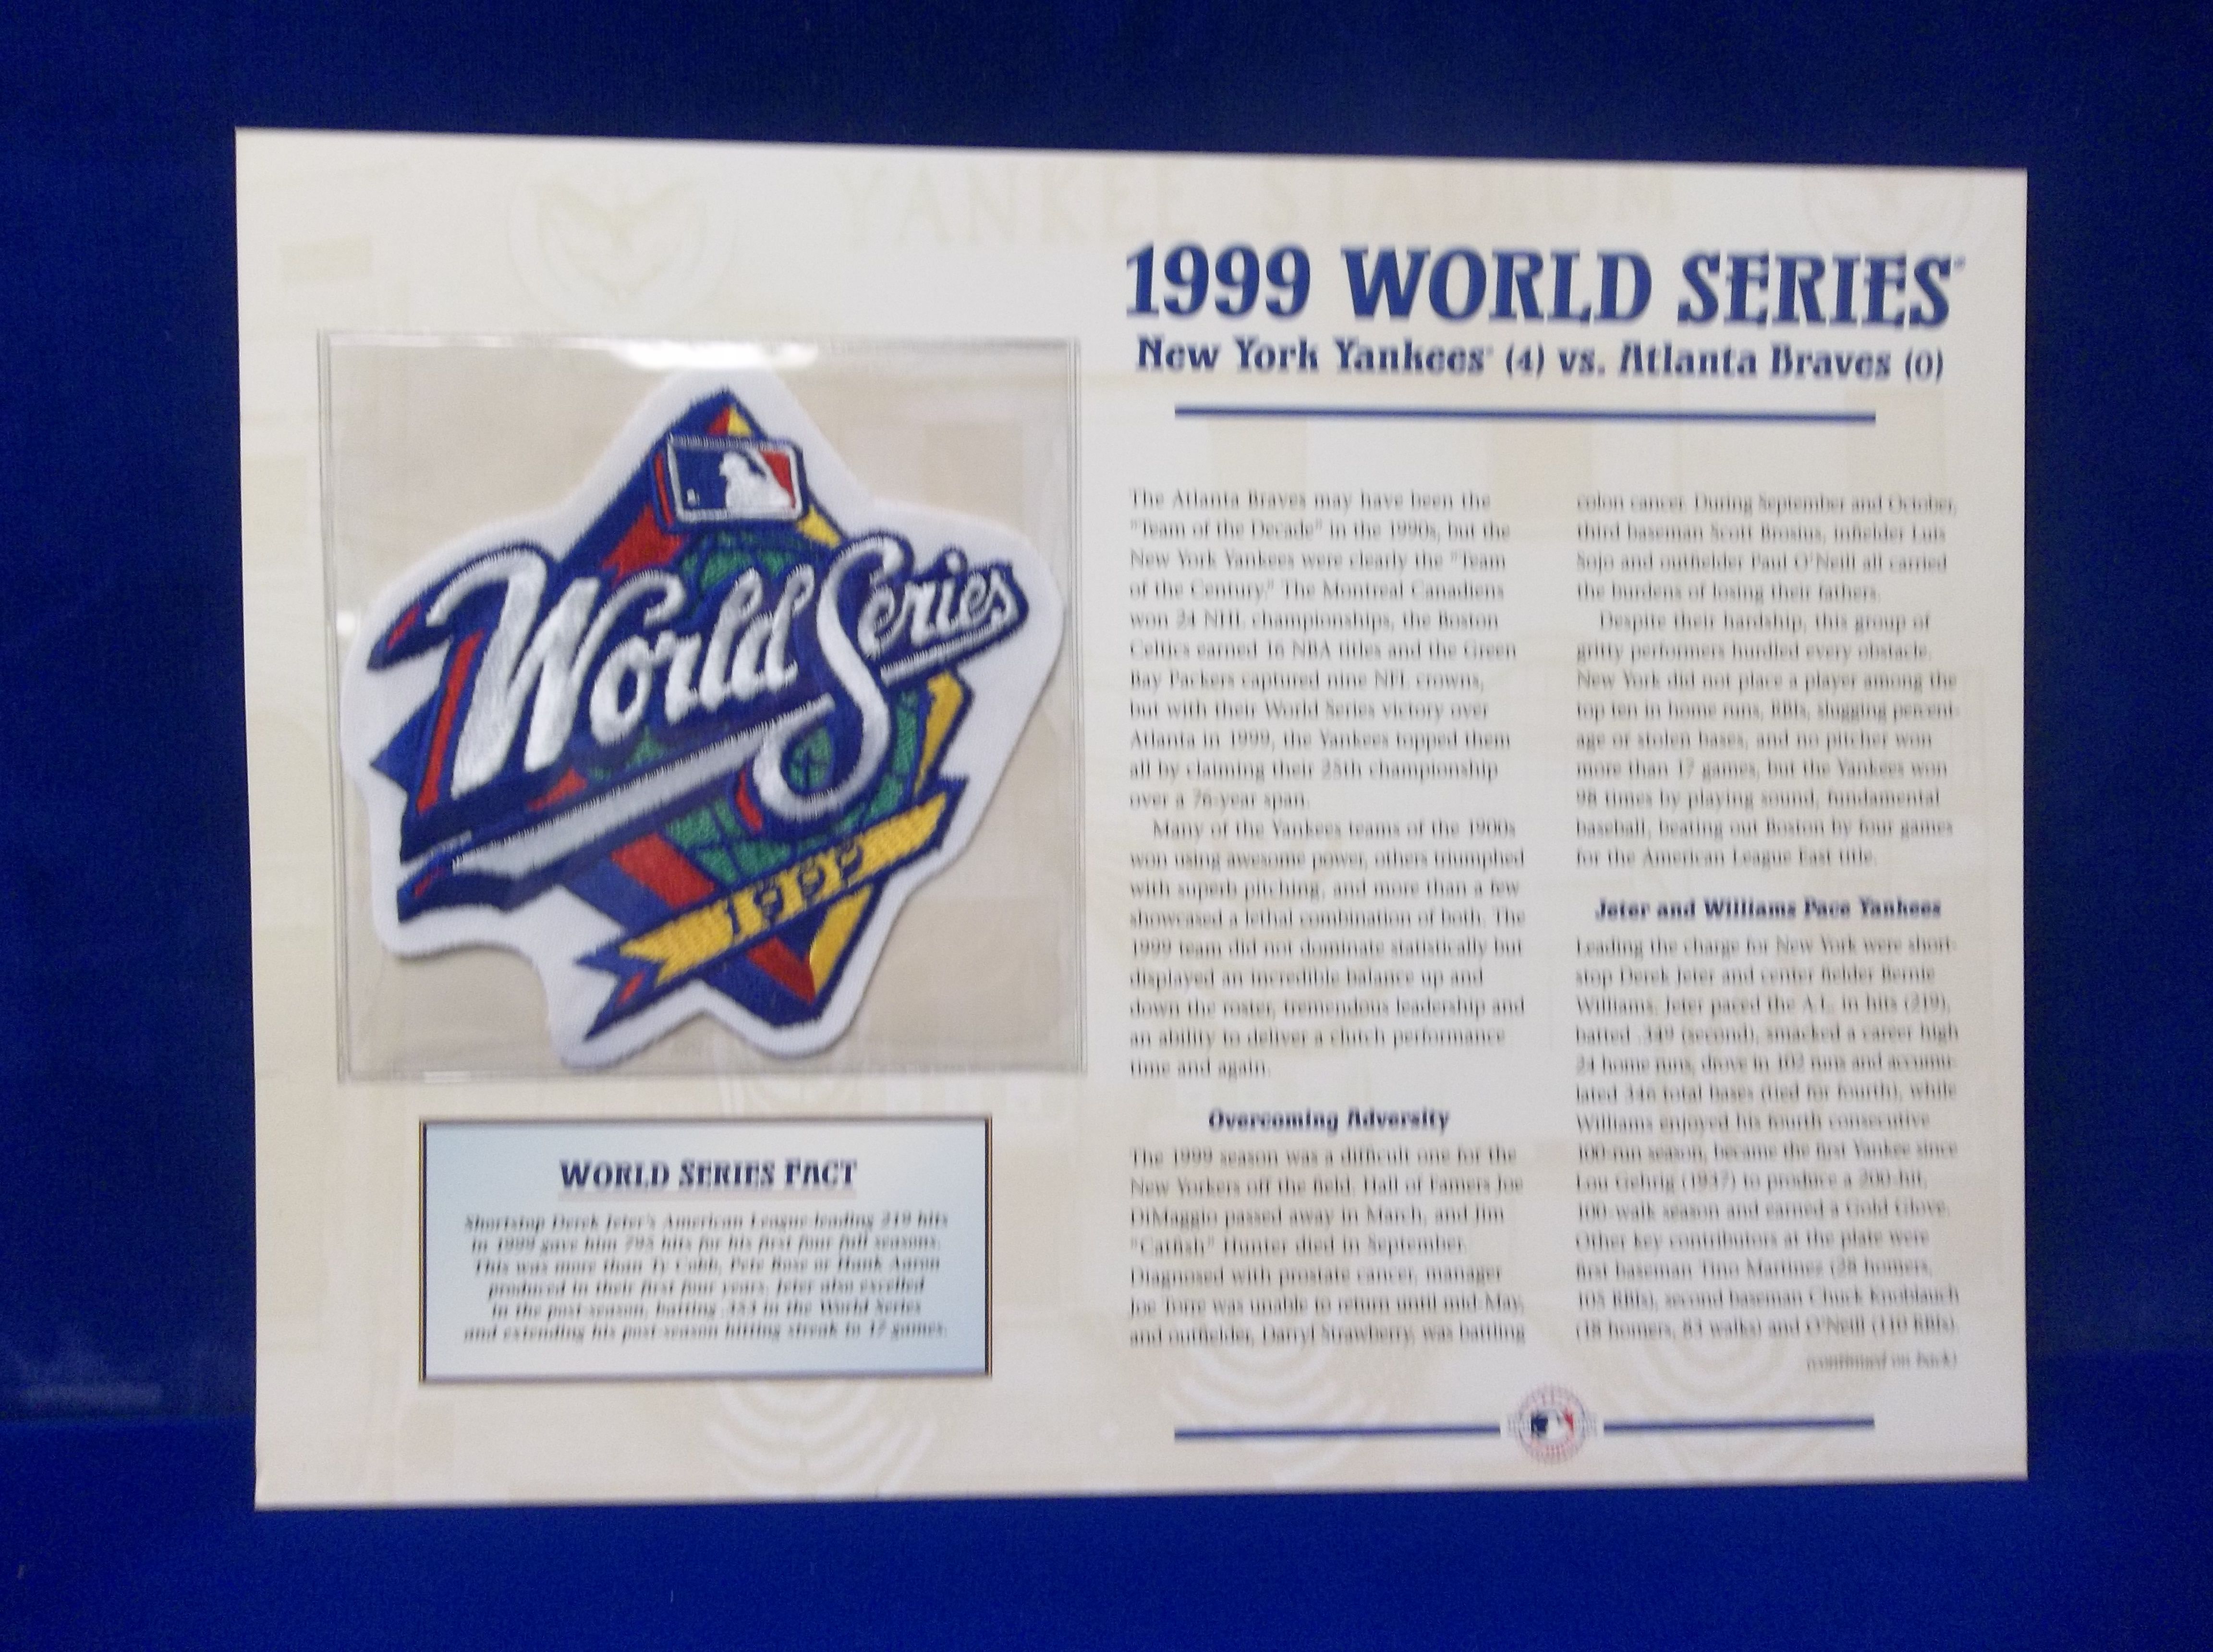 YANKEE STADIUM
1999 WORLD SERIES
New York Yankees (4) vs. Atlanta Braves (0)
World Series
1999
WORLD SERIES FACT
Shortstop Derek Jeter's American League-leading 219 hits
in 1999 gave him 795 hits for his first four full seasons.
This was more than Ty Cobb, Pete Rose or Hank Aaron
produced in their first four years. Jeter also excelled
in the post-season, batting .353 in the World Series
and extending his post-season hitting streak to 17 games.
The Atlanta Braves may have been the
"Team of the Decade" in the 1990s, but the
New York Yankees were clearly the "Team
of the Century." The Montreal Canadiens
won 24 NHL championships, the Boston
Celtics earned 16 NBA titles and the Green
Bay Packers captured nine NFL crowns,
but with their World Series victory over
Atlanta in 1999, the Yankees topped them
all by claiming their 25th championship
over a 76-year span.
Many of the Yankees teams of the 1900s
won using awesome power, others triumphed
with superb pitching, and more than a few
showcased a lethal combination of both. The
1999 team did not dominate statistically but
displayed an incredible balance up and
down the roster, tremendous leadership and
an ability to deliver a clutch performance
time and again.
Overcoming Adversity
The 1999 season was a difficult one for the
New Yorkers off the field. Hall of Famers Joe
DiMaggio passed away in March, and Jim
"Catfish" Hunter died in September.
Diagnosed with prostate cancer, manager
Joe Torre was unable to return until mid-May,
and outfielder, Darryl Strawberry, was battling
colon cancer. During September and October,
third baseman Scott Brosius, infielder Luis
Sojo and outfielder Paul O'Neill all carried
the burdens of losing their fathers.
Despite their hardship, this group of
gritty performers hurdled every obstacle.
New York did not place a player among the
top ten in home runs, RBIs, slugging percent-
age or stolen bases, and no pitcher won
more than 17 games, but the Yankees won
98 times by playing sound, fundamental
baseball, beating out Boston by four games
for the American League East title.
Jeter and Williams Pace Yankees
Leading the charge for New York were short-
stop Derek Jeter and center fielder Bernie
Williams. Jeter paced the A.L. in hits (219),
batted .349 (second), smacked a career high
24 home runs, drove in 102 runs and accumu-
lated 346 total bases (tied for fourth), while
Williams enjoyed his fourth consecutive
100-run season, became the first Yankee since
Lou Gehrig (1937) to produce a 200-hit,
100-walk season and earned a Gold Glove.
Other key contributors at the plate were
first baseman Tino Martinez (28 homers,
105 RBIs), second baseman Chuck Knoblauch
(18 homers, 83 walks) and O'Neill (110 RBIs).
(continued on back)